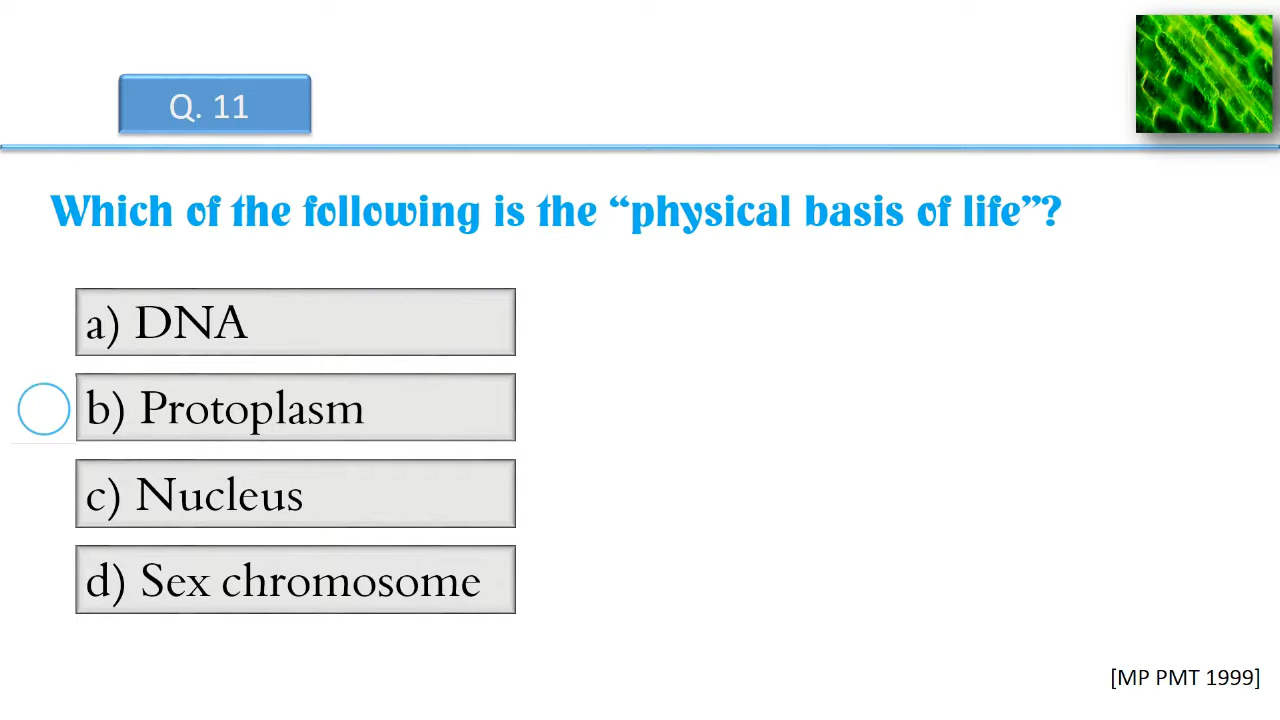 Q. 11
Which of the following is the “physical basis of life”?
a) DNA
b) Protoplasm
c) Nucleus
d) Sex chromosome
[MP PMT 1999]